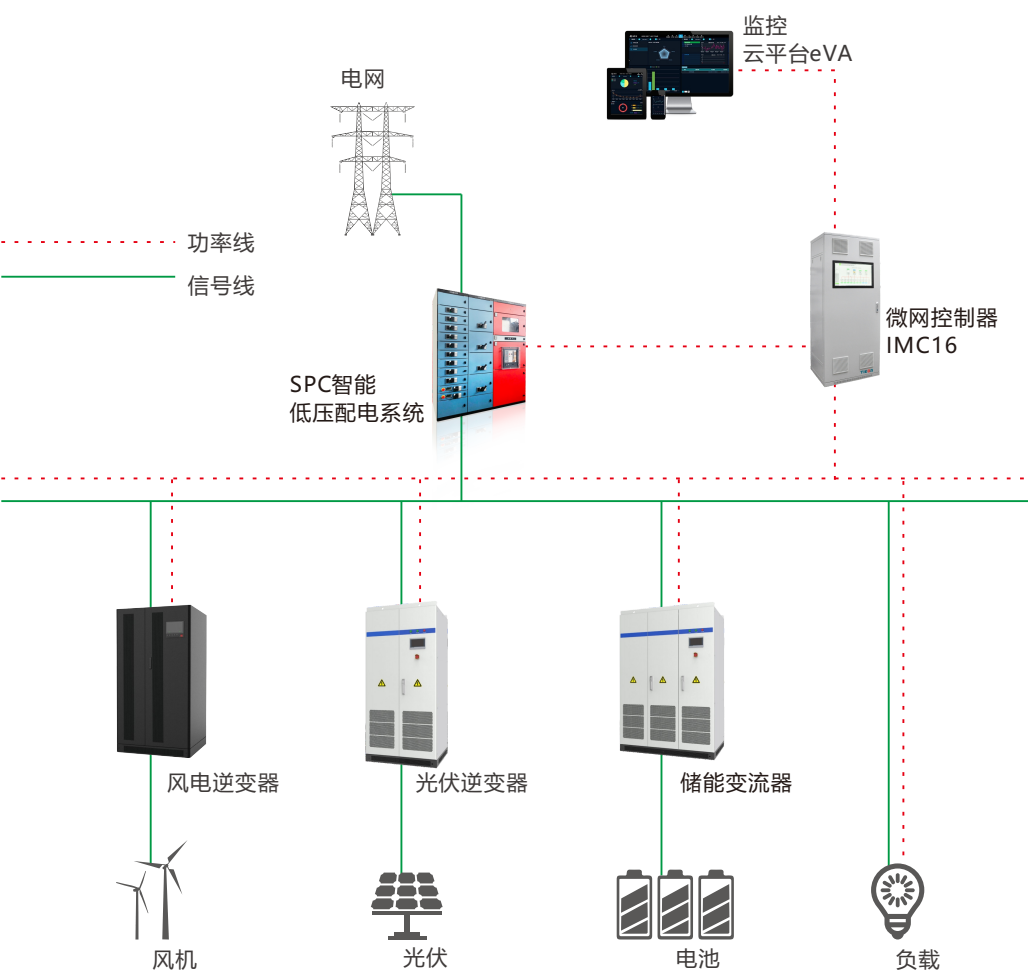 监控
云平台eVA
电网
功率线
信号线
微网控制器
IMC16
SPC智能
低压配电系统
风电逆变器
光伏逆变器
储能变流器
风机
光伏
电池
负载